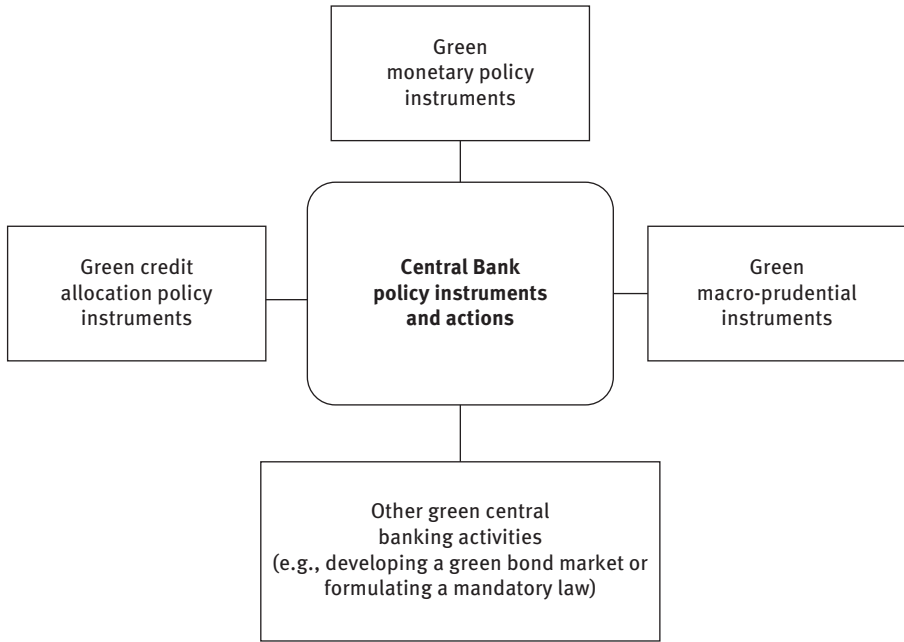 Green
monetary policy
instruments
Green credit
allocation policy
instruments
Central Bank
policy instruments
and actions
Green
macro-prudential
instruments
Other green central
banking activities
(e.g., developing a green bond market or
formulating a mandatory law)